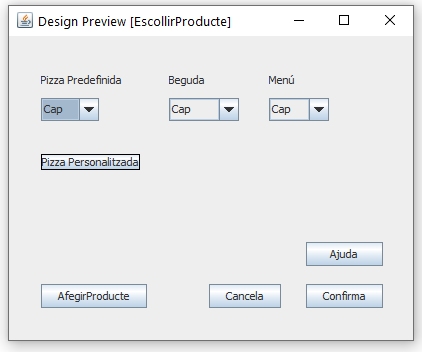 Design Preview [EscollirProducte]
Pizza Predefinida Beguda Menú
Cap Cap Cap
Pizza Personalitzada
Ajuda
AfegirProducte Cancela Confirma